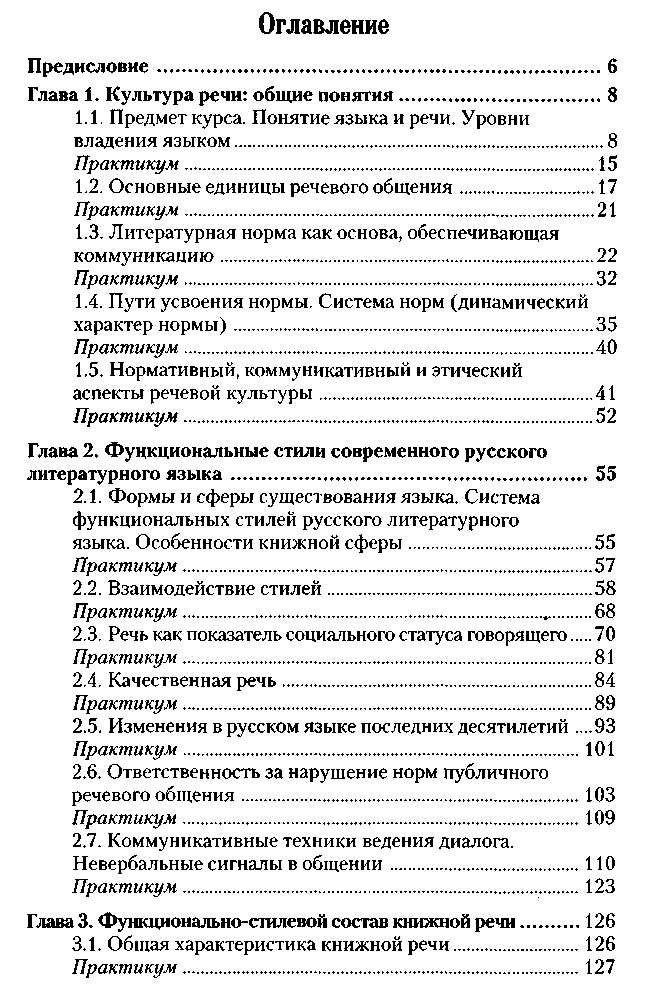 Оглавление
Предисловие ... 6
Глава 1. Культура речи: общие понятия ... 8
1.1. Предмет курса. Понятие языка и речи. Уровни
владения языком ... 8
Практикум ... 15
1.2. Основные единицы речевого общения ... 17
Практикум ... 21
1.3. Литературная норма как основа, обеспечивающая
коммуникацию ... 22
Практикум ... 32
1.4. Пути усвоения нормы. Система норм (динамический
характер нормы) ... 35
Практикум ... 40
1.5. Нормативный, коммуникативный и этический
аспекты речевой культуры ... 41
Практикум ... 52
Глава 2. Функциональные стили современного русского
литературного языка ... 55
2.1. Формы и сферы существования языка. Система
функциональных стилей русского литературного
языка. Особенности книжной сферы ... 55
Практикум ... 57
2.2. Взаимодействие стилей ... 58
Практикум ... 68
2.3. Речь как показатель социального статуса говорящего ... 70
Практикум ... 81
2.4. Качественная речь ... 84
Практикум ... 89
2.5. Изменения в русском языке последних десятилетий ... 93
Практикум ... 101
2.6. Ответственность за нарушение норм публичного
речевого общения ... 103
Практикум ... 109
2.7. Коммуникативные техники ведения диалога.
Невербальные сигналы в общении ... 110
Практикум ... 123
Глава 3. Функционально-стилевой состав книжной речи ... 126
3.1. Общая характеристика книжной речи ... 126
Практикум ... 127